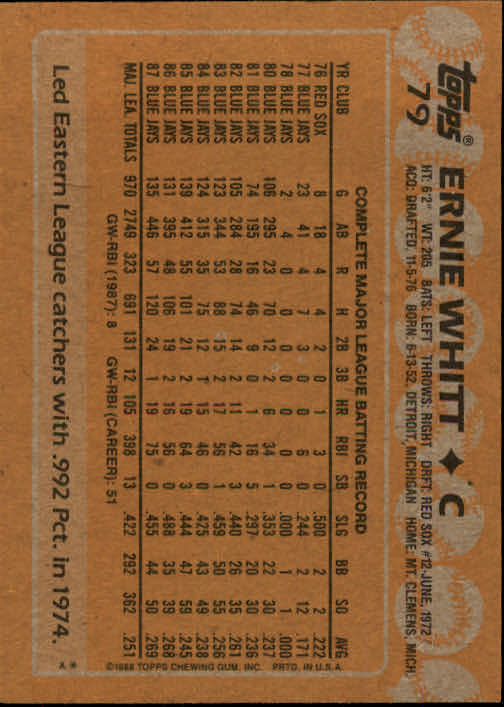 topps®
79
ERNIE WHITT ♦ C
HT: 6'2" WT: 205 BATS: LEFT THROWS: RIGHT DRFT: RED SOX #12-JUNE, 1972
ACQ: DRAFTED, 11-5-76 BORN: 6-13-52, DETROIT, MICHIGAN HOME: MT. CLEMENS, MICH.
COMPLETE MAJOR LEAGUE BATTING RECORD
YR CLUB G AB R H 2B 3B HR RBI SB SLG BB SO AVG
76 RED SOX 8 18 4 4 2 0 1 3 0 .500 2 2 .222
77 BLUE JAYS 23 41 4 7 3 0 0 6 0 .244 2 12 .171
78 BLUE JAYS 2 4 0 0 0 0 0 0 0 .000 1 1 .000
80 BLUE JAYS 106 295 23 70 12 2 6 34 1 .353 22 30 .237
81 BLUE JAYS 74 195 16 46 9 0 1 16 5 .297 20 30 .236
82 BLUE JAYS 105 284 28 74 14 2 11 42 3 .440 26 35 .261
83 BLUE JAYS 123 344 53 88 15 2 17 56 1 .459 50 55 .256
84 BLUE JAYS 124 315 35 75 12 1 15 46 0 .425 43 49 .238
85 BLUE JAYS 139 412 55 101 21 2 19 64 3 .444 47 59 .245
86 BLUE JAYS 131 395 48 106 19 2 16 56 0 .488 35 39 .268
87 BLUE JAYS 135 446 57 120 24 1 19 75 0 .455 44 50 .269
MAJ. LEA. TOTALS 970 2749 323 691 131 12 105 398 13 .422 292 362 .251
GW-RBI (1987): 8 GW-RBI (CAREER): 51
©1988 TOPPS CHEWING GUM, INC. PRTD. IN U.S.A.
Led Eastern League catchers with .992 Pct. in 1974.
A*